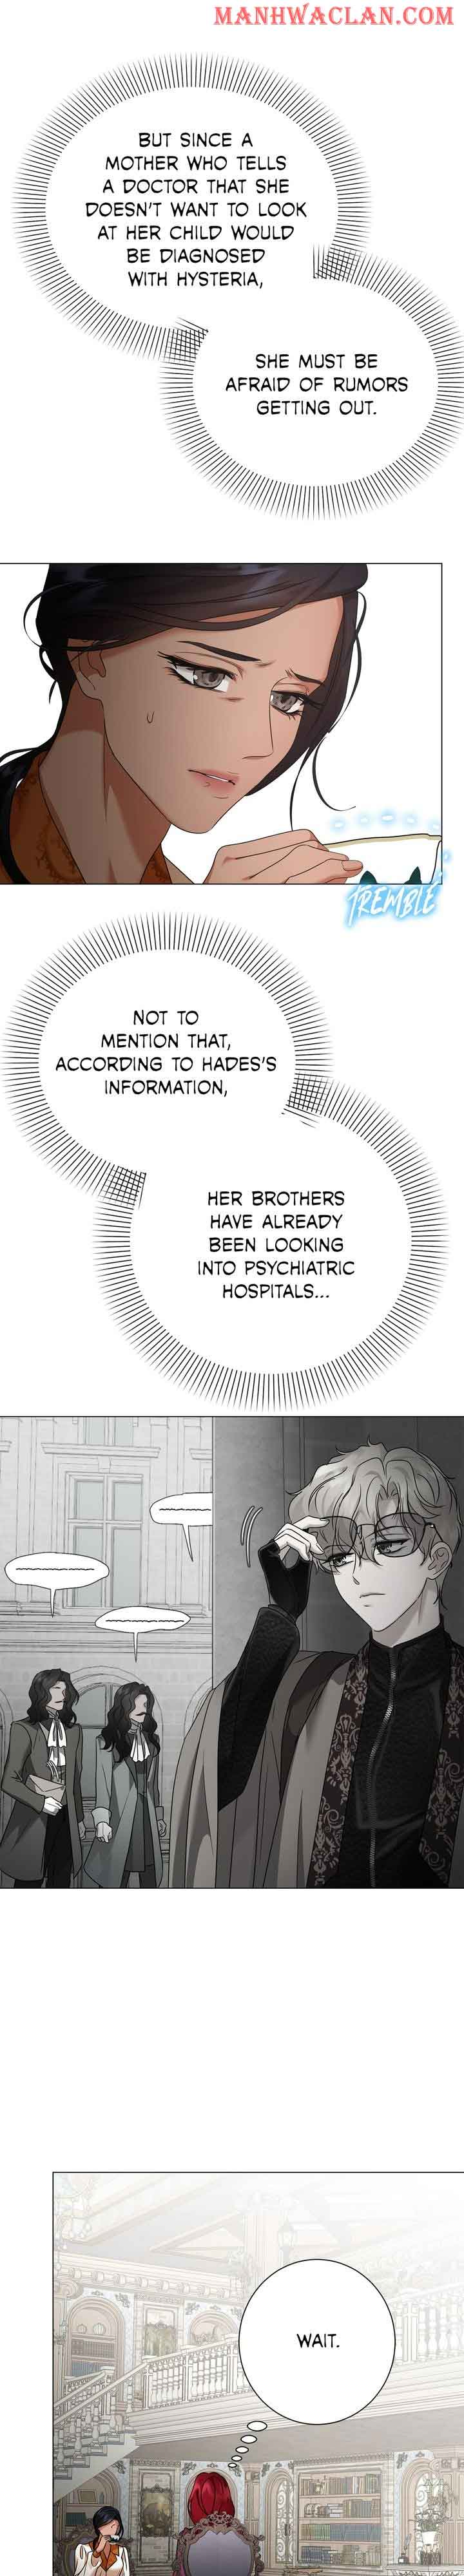 MANHWACLAN.COM
BUT SINCE A
MOTHER WHO TELLS
A DOCTOR THAT SHE
DOESN'T WANT TO LOOK
AT HER CHILD WOULD
BE DIAGNOSED
WITH HYSTERIA,
SHE MUST BE
AFRAID OF RUMORS
GETTING OUT.
TREMBLE
NOT TO
MENTION THAT,
ACCORDING TO HADES'S
INFORMATION,
HER BROTHERS
HAVE ALREADY
BEEN LOOKING
INTO PSYCHIATRIC
HOSPITALS...
WAIT.